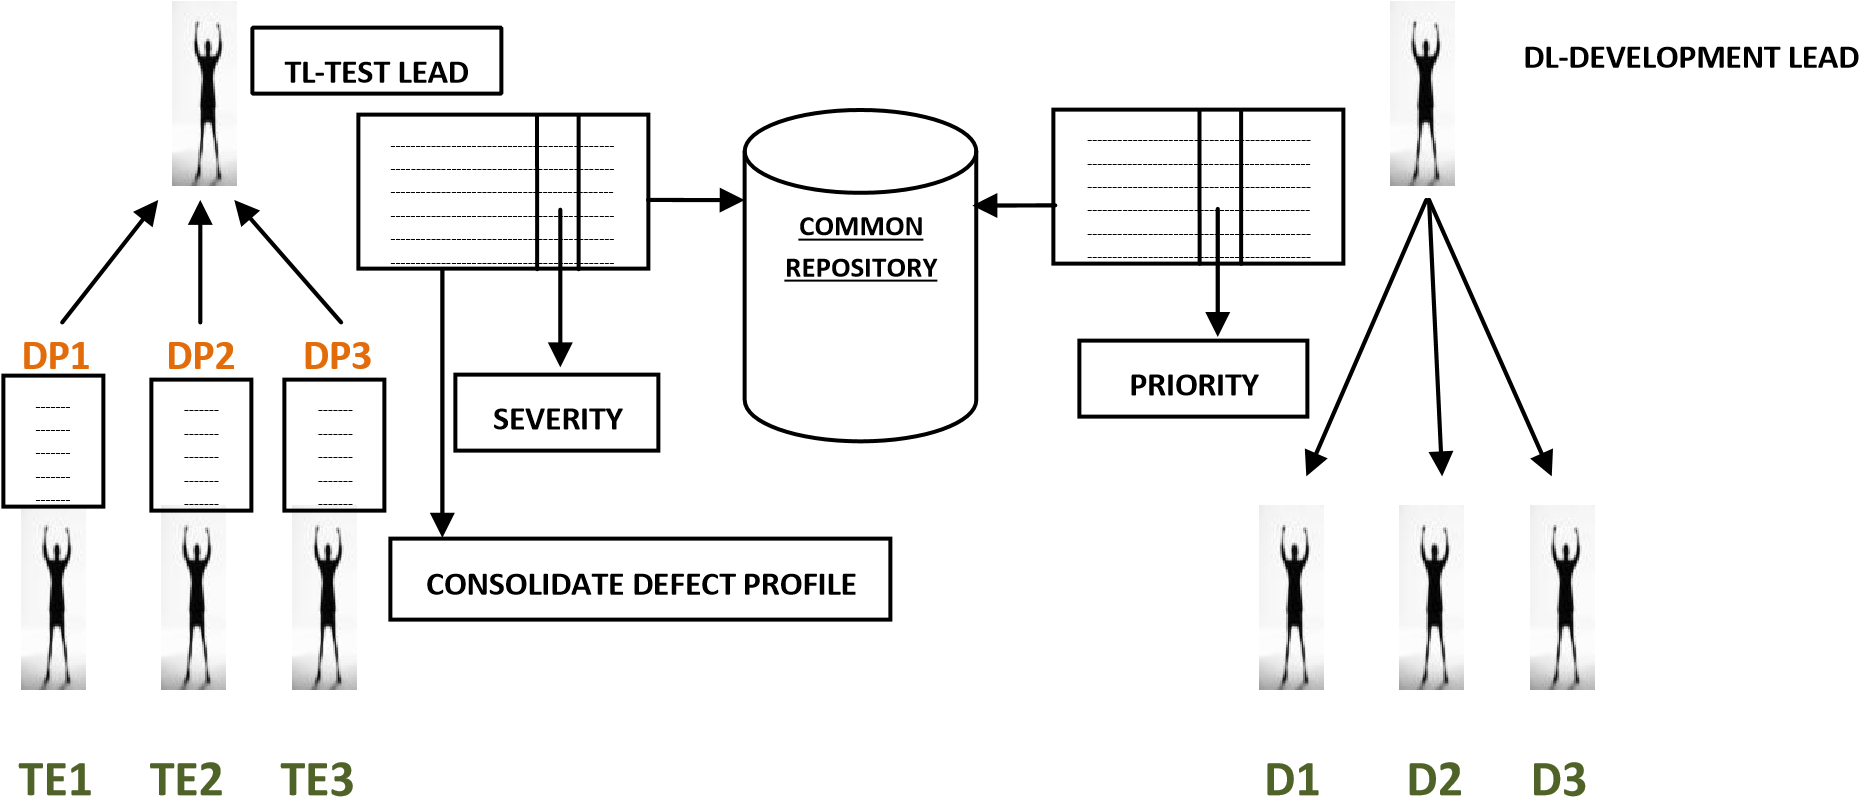 TL-TEST LEAD
DL-DEVELOPMENT LEAD
COMMON
REPOSITORY
DP1
DP2
DP3
SEVERITY
PRIORITY
CONSOLIDATE DEFECT PROFILE
TE1
TE2
TE3
D1
D2
D3